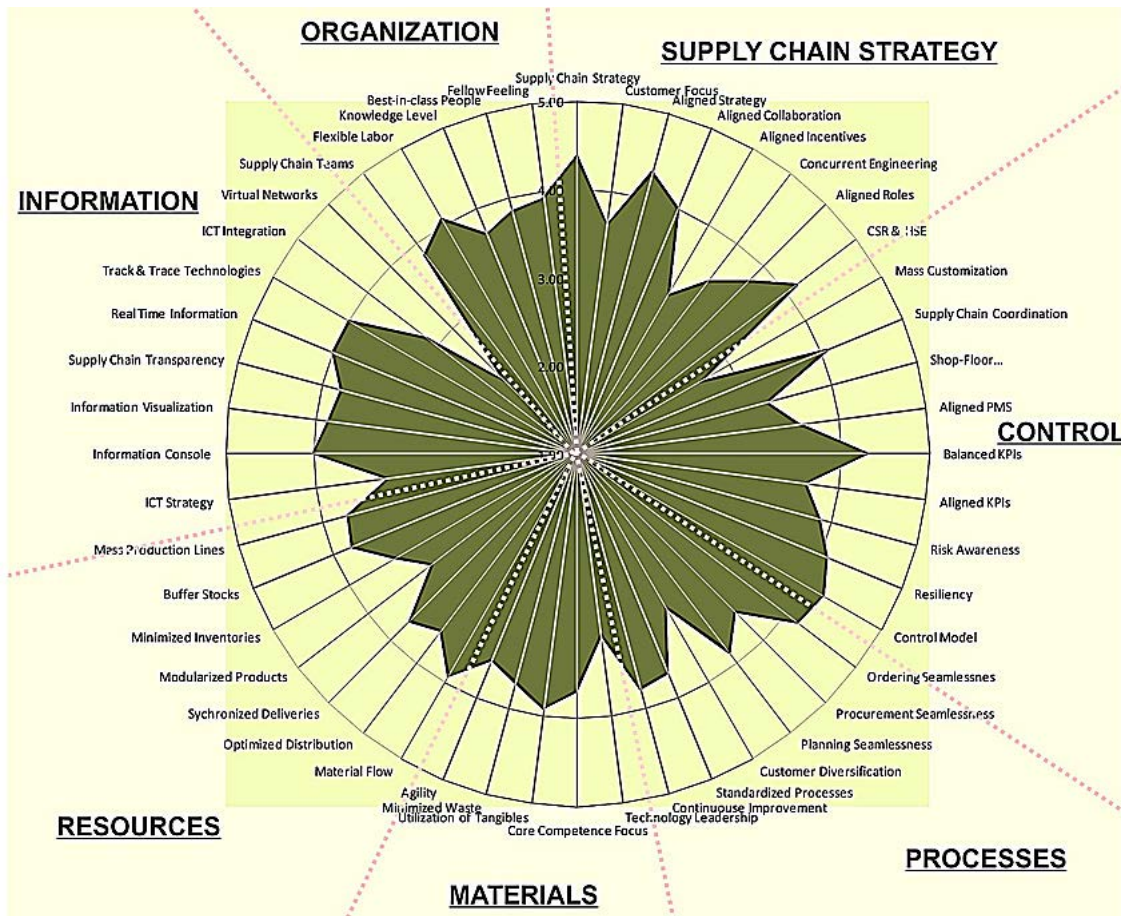 ORGANIZATION
SUPPLY CHAIN STRATEGY
Supply Chain Strategy
Customer Focus
Aligned Strategy
Aligned Collaboration
Aligned Incentives
Concurrent Engineering
Aligned Roles
CSR & HSE
Mass Customization
Supply Chain Coordination
Shop-Floor...
Aligned PMS
CONTROL
Balanced KPIs
Aligned KPIs
Risk Awareness
Resiliency
Control Model
Ordering Seamlessnes
Procurement Seamlessness
Planning Seamlessness
Customer Diversification
Standardized Processes
Continuouse Improvement
Technology Leadership
PROCESSES
Core Competence Focus
MATERIALS
Utilization of Tangibles
Minimized Waste
Agility
Material Flow
Optimized Distribution
Sychronized Deliveries
Modularized Products
Minimized Inventories
Buffer Stocks
Mass Production Lines
RESOURCES
ICT Strategy
Information Console
Information Visualization
Supply Chain Transparency
Real Time Information
Track & Trace Technologies
ICT Integration
INFORMATION
Virtual Networks
Supply Chain Teams
Flexible Labor
Knowledge Level
Best-in-class People
Fellow Feeling
5.00
3.00
2.00